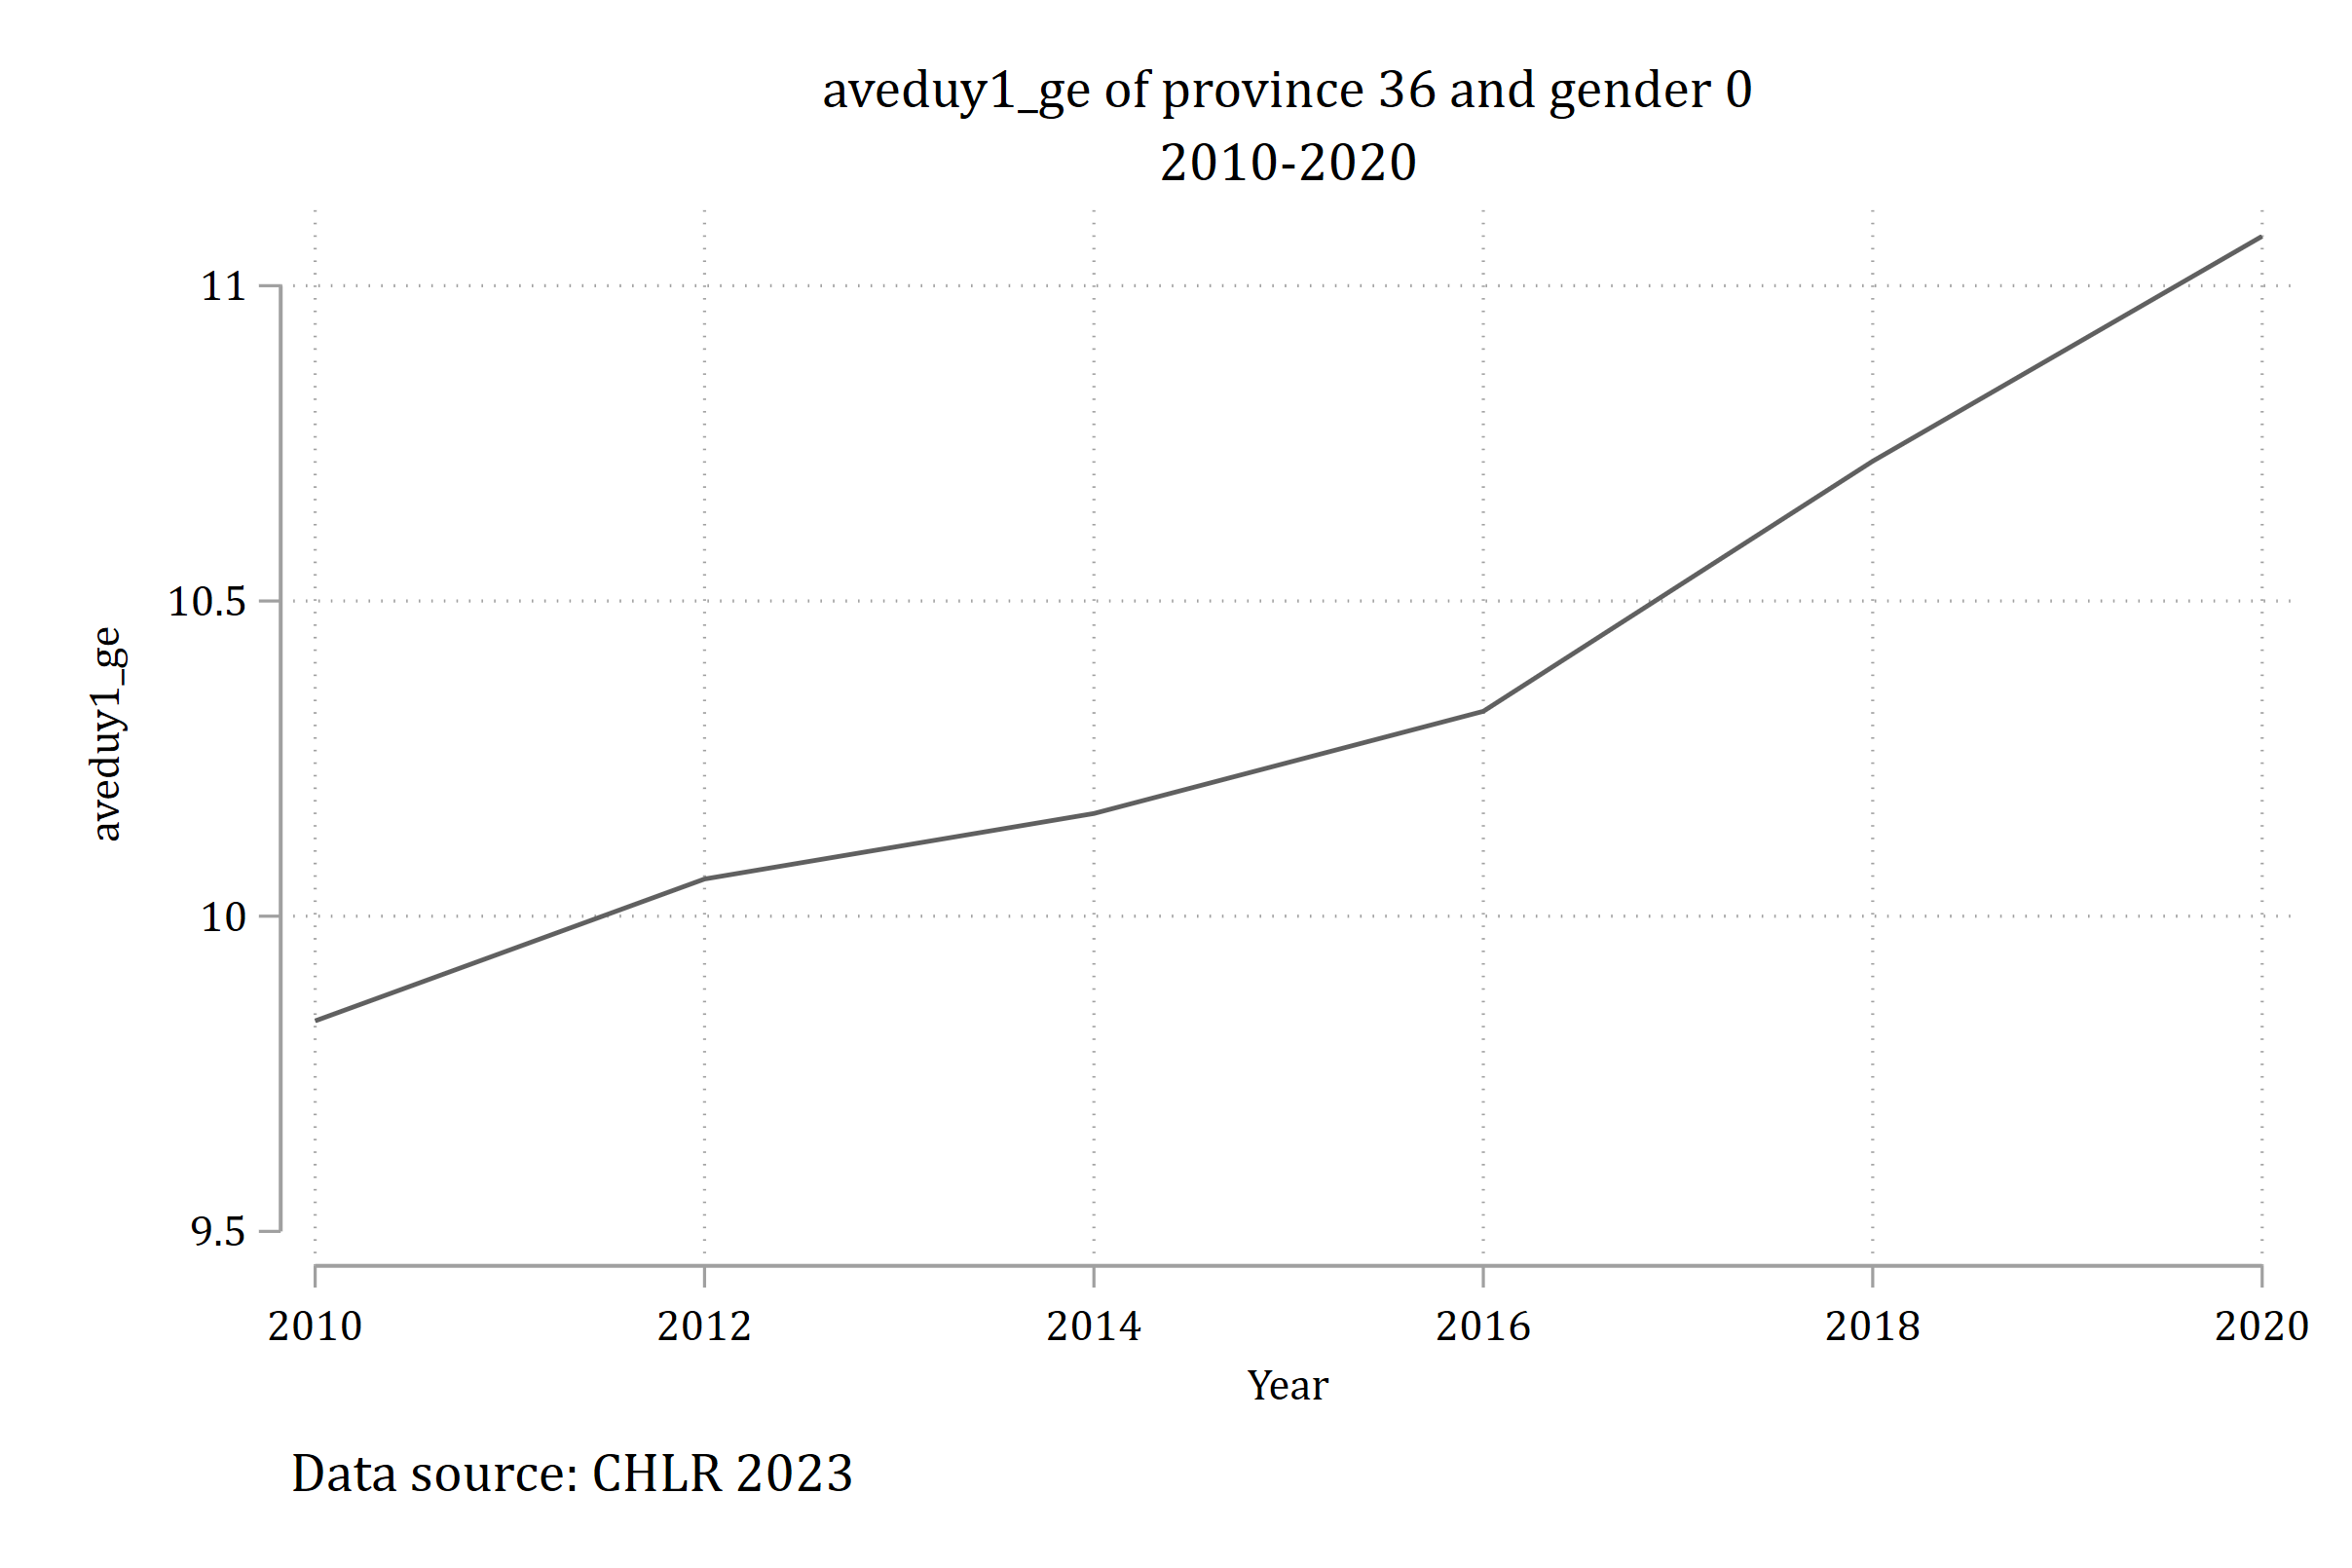 aveduy1_ge of province 36 and gender 0
2010-2020
11
10.5
10
9.5
aveduy1_ge
2010 2012 2014 2016 2018 2020
Year
Data source: CHLR 2023